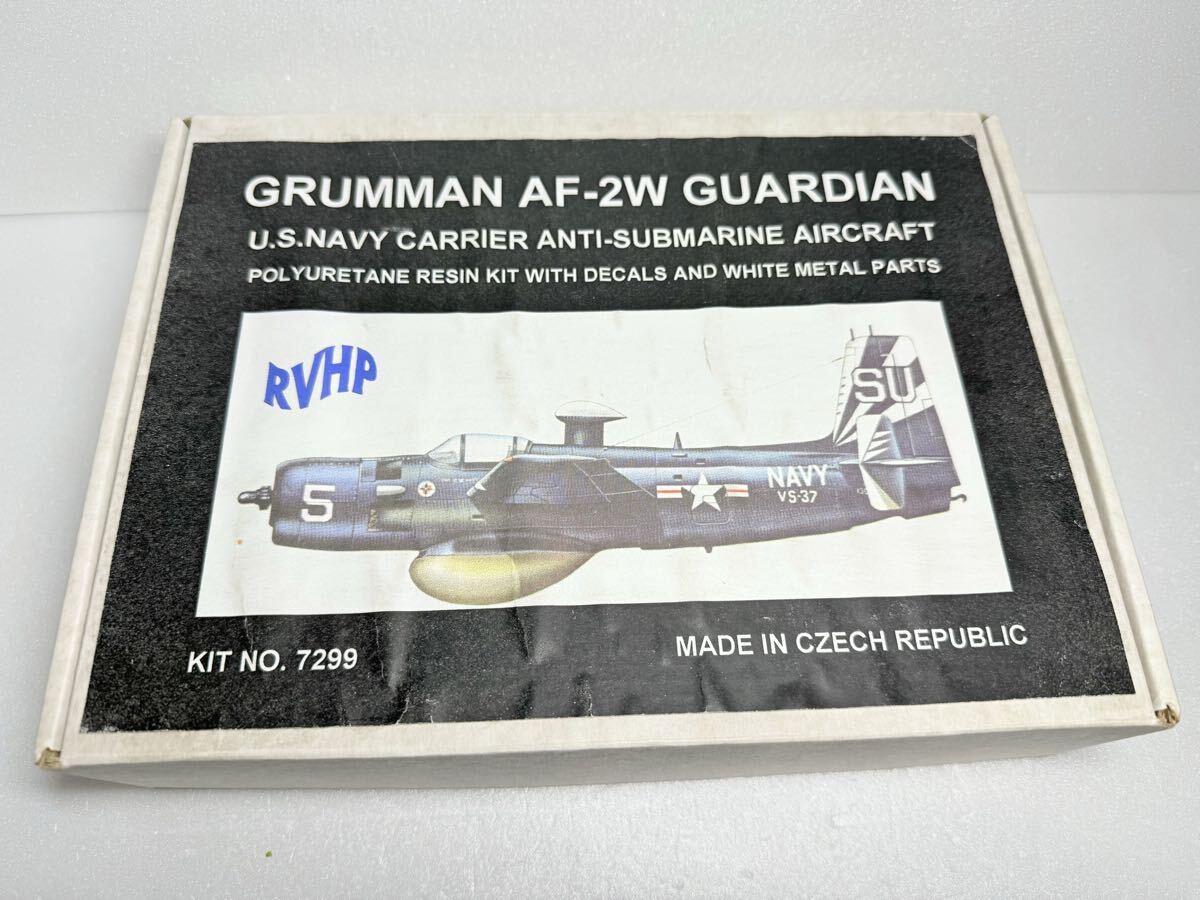 GRUMMAN AF-2W GUARDIAN
U.S.NAVY CARRIER ANTI-SUBMARINE AIRCRAFT
POLYURETANE RESIN KIT WITH DECALS AND WHITE METAL PARTS
RVHP
SU
NAVY
VS-37
5
KIT NO. 7299
MADE IN CZECH REPUBLIC